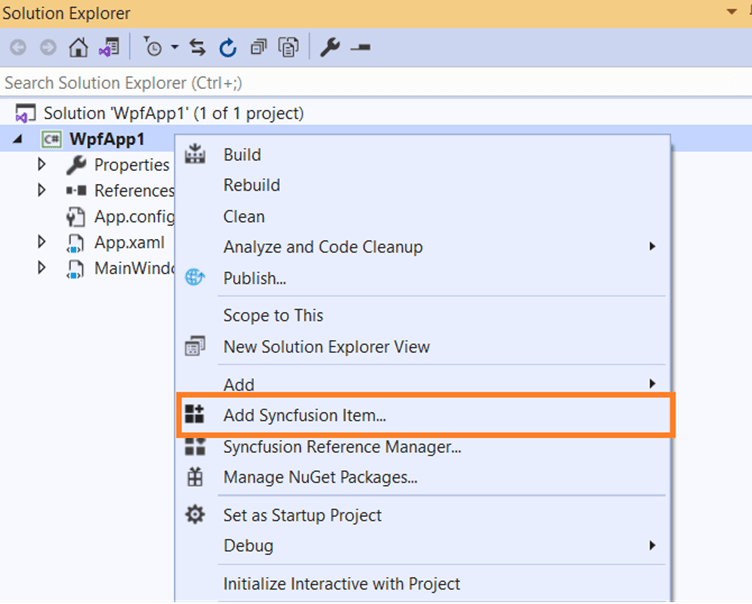 Solution Explorer
Search Solution Explorer (Ctrl+;)
Solution 'WpfApp1' (1 of 1 project)
C# WpfApp1
Properties
References
App.config
App.xaml
MainWindo
Build
Rebuild
Clean
Analyze and Code Cleanup
Publish...
Scope to This
New Solution Explorer View
Add
Add Syncfusion Item...
Syncfusion Reference Manager...
Manage NuGet Packages...
Set as Startup Project
Debug
Initialize Interactive with Project